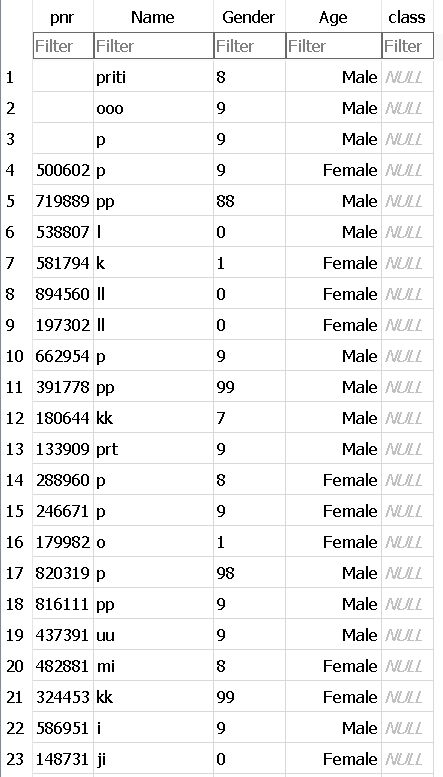 pnr Name Gender Age class
Filter Filter Filter Filter Filter
1 priti 8 Male NULL
2 ooo 9 Male NULL
3 p 9 Male NULL
4 500602 p 9 Female NULL
5 719889 pp 88 Male NULL
6 538807 l 0 Male NULL
7 581794 k 1 Female NULL
8 894560 ll 0 Female NULL
9 197302 ll 0 Female NULL
10 662954 p 9 Male NULL
11 391778 pp 99 Male NULL
12 180644 kk 7 Male NULL
13 133909 prt 9 Male NULL
14 288960 p 8 Female NULL
15 246671 p 9 Female NULL
16 179982 o 1 Female NULL
17 820319 p 98 Male NULL
18 816111 pp 9 Male NULL
19 437391 uu 9 Male NULL
20 482881 mi 8 Female NULL
21 324453 kk 99 Female NULL
22 586951 i 9 Male NULL
23 148731 ji 0 Female NULL